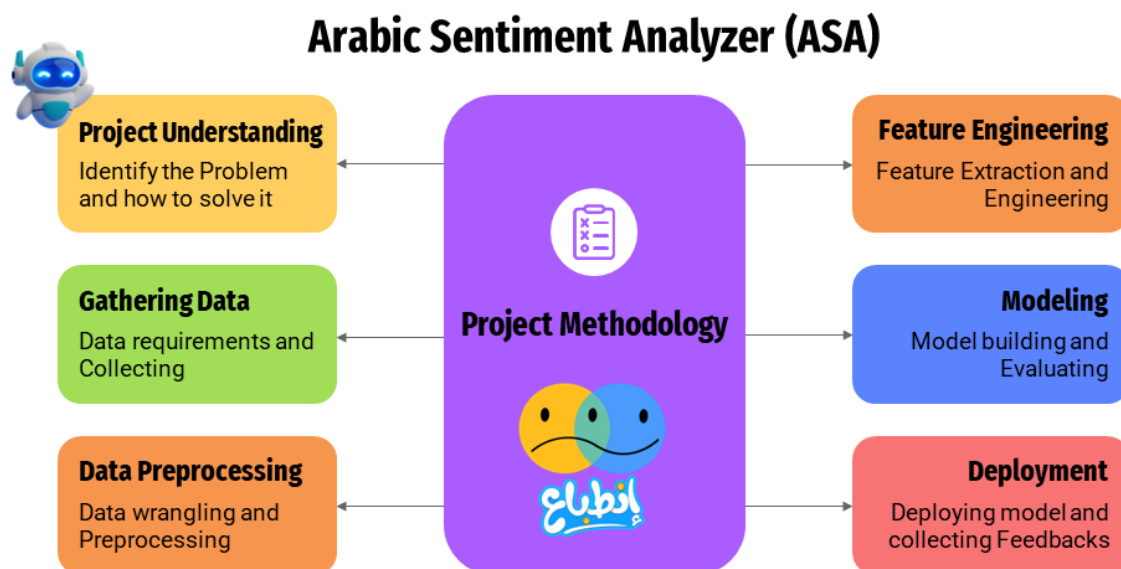 Arabic Sentiment Analyzer (ASA)
Project Understanding
Identify the Problem
and how to solve it
Gathering Data
Data requirements and
Collecting
Data Preprocessing
Data wrangling and
Preprocessing
Project Methodology
إنطباع
Feature Engineering
Feature Extraction and
Engineering
Modeling
Model building and
Evaluating
Deployment
Deploying model and
collecting Feedbacks